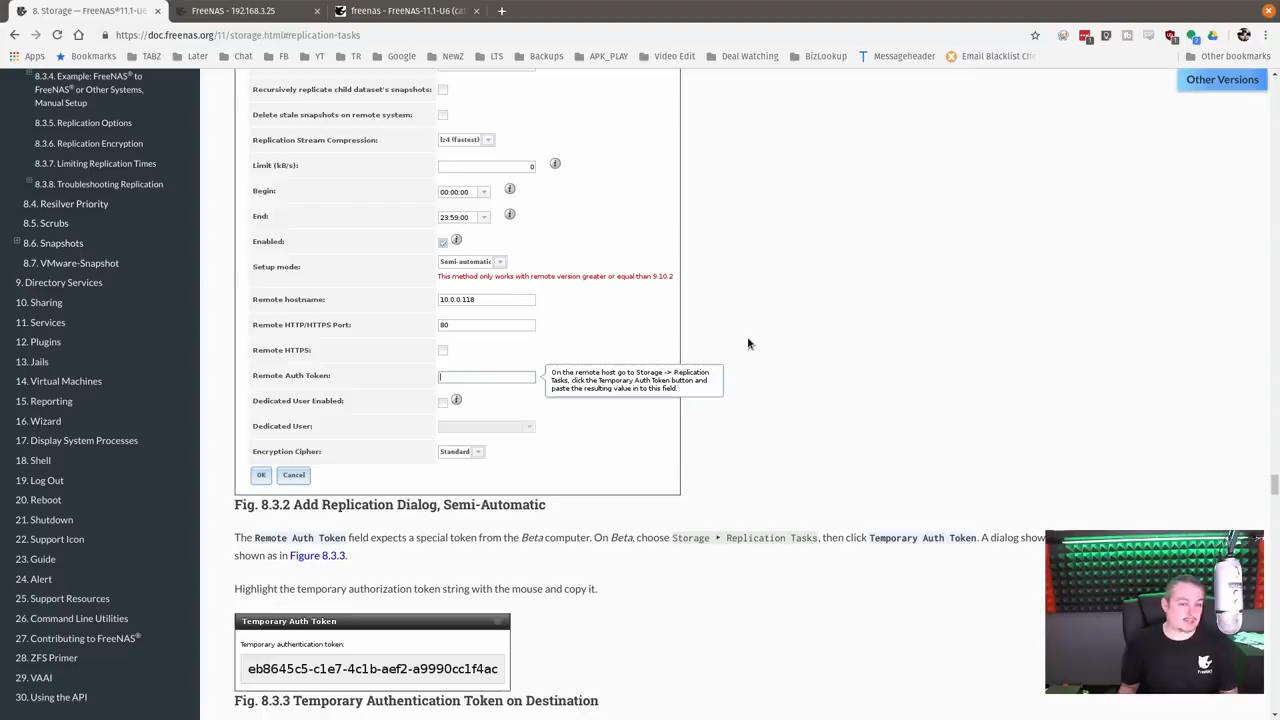 8. Storage — FreeNAS®11.1-U6
FreeNAS - 192.168.3.25
freenas - FreeNAS-11.1-U6 (ca
https://doc.freenas.org/11/storage.html#replication-tasks
Apps
Bookmarks
TABZ
Later
Chat
FB
YT
TR
Google
NewZ
LTS
Backups
APK_PLAY
Video Edit
Deal Watching
BizLookup
Messageheader
Email Blacklist Che
Other bookmarks
Other Versions
8.3.4. Example: FreeNAS® to
FreeNAS® or Other Systems,
Manual Setup
8.3.5. Replication Options
8.3.6. Replication Encryption
8.3.7. Limiting Replication Times
8.3.8. Troubleshooting Replication
8.4. Resilver Priority
8.5. Scrubs
8.6. Snapshots
8.7. VMware-Snapshot
9. Directory Services
10. Sharing
11. Services
12. Plugins
13. Jails
14. Virtual Machines
15. Reporting
16. Wizard
17. Display System Processes
18. Shell
19. Log Out
20. Reboot
21. Shutdown
22. Support Icon
23. Guide
24. Alert
25. Support Resources
26. Command Line Utilities
27. Contributing to FreeNAS®
28. ZFS Primer
29. VAAI
30. Using the API
Recursively replicate child dataset's snapshots:
Delete stale snapshots on remote system:
Replication Stream Compression: lz4 (fastest)
Limit (kB/s): 0
Begin: 00:00:00
End: 23:59:00
Enabled:
Setup mode: Semi-automatic
This method only works with remote version greater or equal than 9.10.2
Remote hostname: 10.0.0.118
Remote HTTP/HTTPS Port: 80
Remote HTTPS:
Remote Auth Token:
On the remote host go to Storage -> Replication
Tasks, click the Temporary Auth Token button and
paste the resulting value in to this field.
Dedicated User Enabled:
Dedicated User:
Encryption Cipher: Standard
OK Cancel
Fig. 8.3.2 Add Replication Dialog, Semi-Automatic
The Remote Auth Token field expects a special token from the Beta computer. On Beta, choose Storage ‣ Replication Tasks, then click Temporary Auth Token. A dialog show
shown as in Figure 8.3.3.
Highlight the temporary authorization token string with the mouse and copy it.
Temporary Auth Token
Temporary authentication token:
eb8645c5-c1e7-4c1b-aef2-a9990cc1f4ac
Fig. 8.3.3 Temporary Authentication Token on Destination